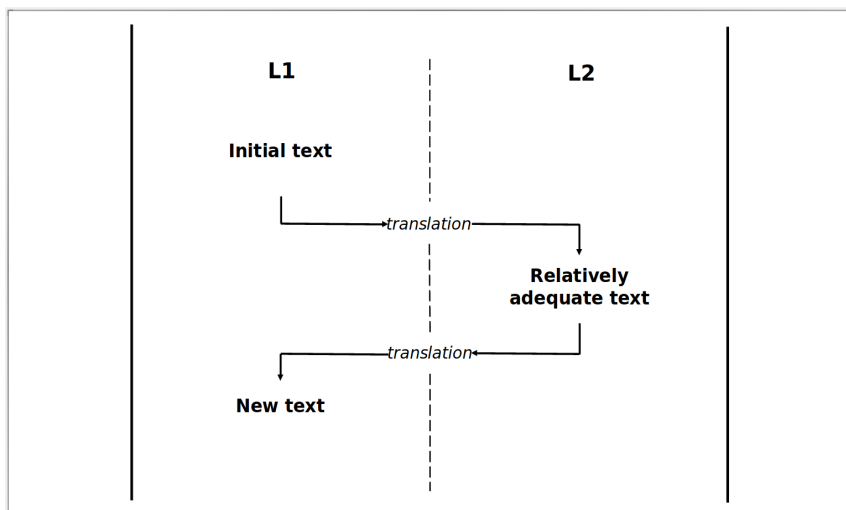 L1
L2
Initial text
translation
Relatively
adequate text
translation
New text